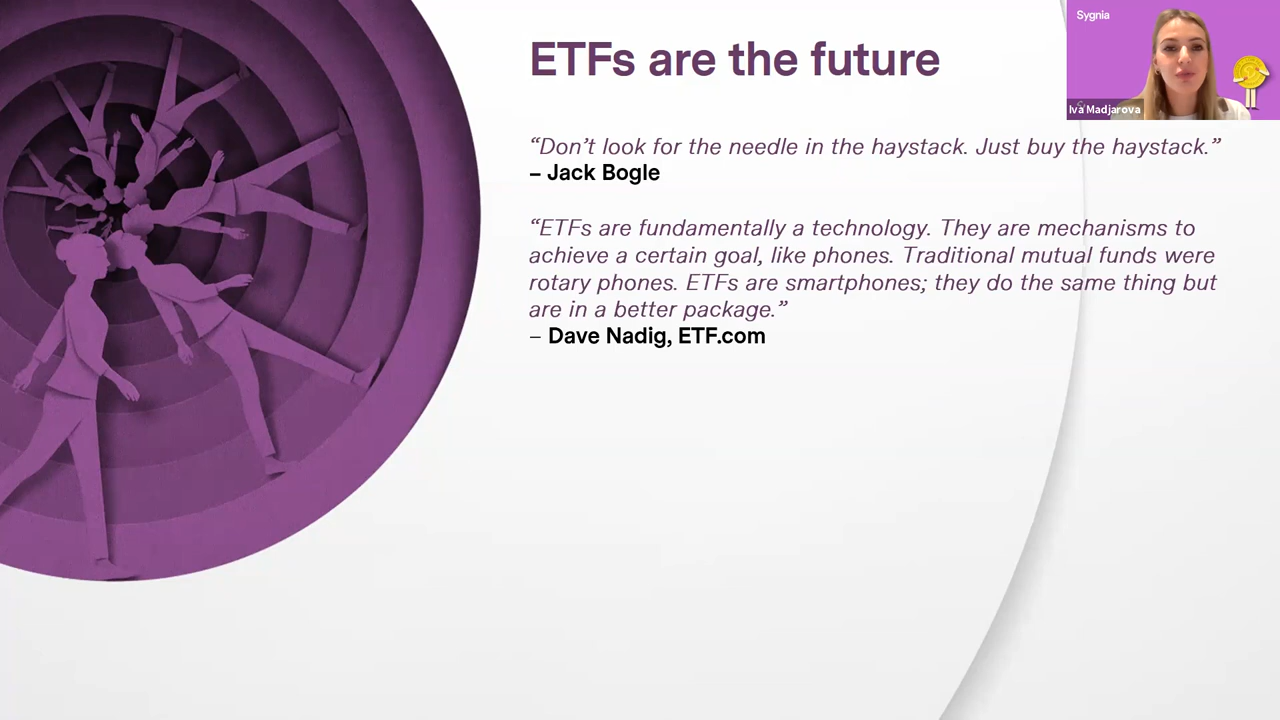 ETFs are the future
Sygnia
Iva Madjarova
“Don’t look for the needle in the haystack. Just buy the haystack.”
– Jack Bogle
“ETFs are fundamentally a technology. They are mechanisms to
achieve a certain goal, like phones. Traditional mutual funds were
rotary phones. ETFs are smartphones; they do the same thing but
are in a better package.”
– Dave Nadig, ETF.com